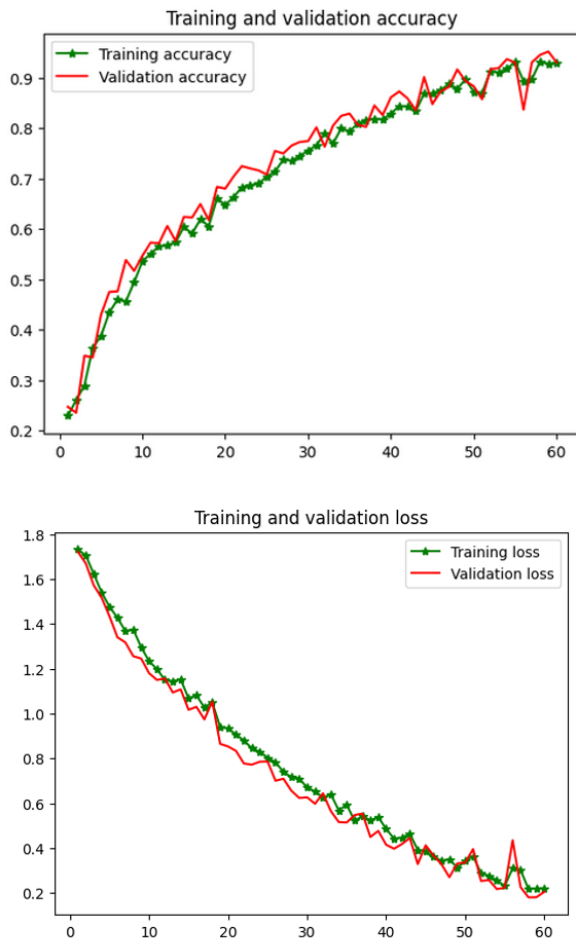 Training and validation accuracy
Training accuracy
Validation accuracy
0.9
0.8
0.7
0.6
0.5
0.4
0.3
0.2
0 10 20 30 40 50 60
Training and validation loss
1.8
Training loss
Validation loss
1.6
1.4
1.2
1.0
0.8
0.6
0.4
0.2
0 10 20 30 40 50 60